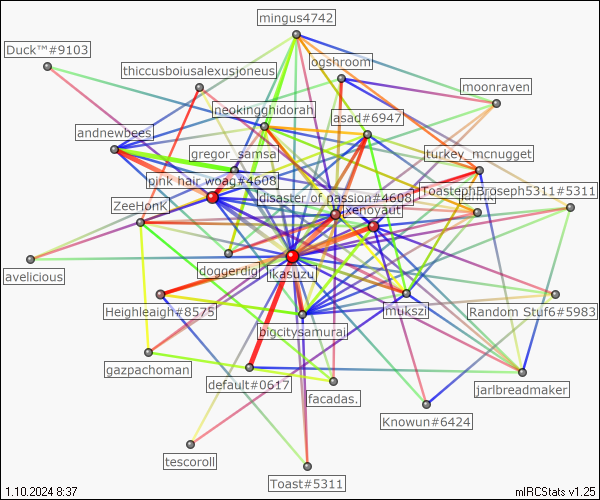 mingus4742
Duck™#9103
ogshroom
thiccusboiusalexusjoneus
moonraven
neokingghidorah
asad#6947
andnewbees
gregor_samsa
turkey_mcnugget
pink hair woag#4608
ToastephBroseph5311#5311
disaster of passion#4608
ZeeHonK
xenoyaut
doggerdig
ikasuzu
avelicious
Heighleaigh#8575
mukszi
Random Stuf6#5983
bigcitysamurai
gazpachoman
default#0617
facadas.
jarlbreadmaker
Knowun#6424
tescoroll
Toast#5311
1.10.2024 8:37
mIRCStats v1.25